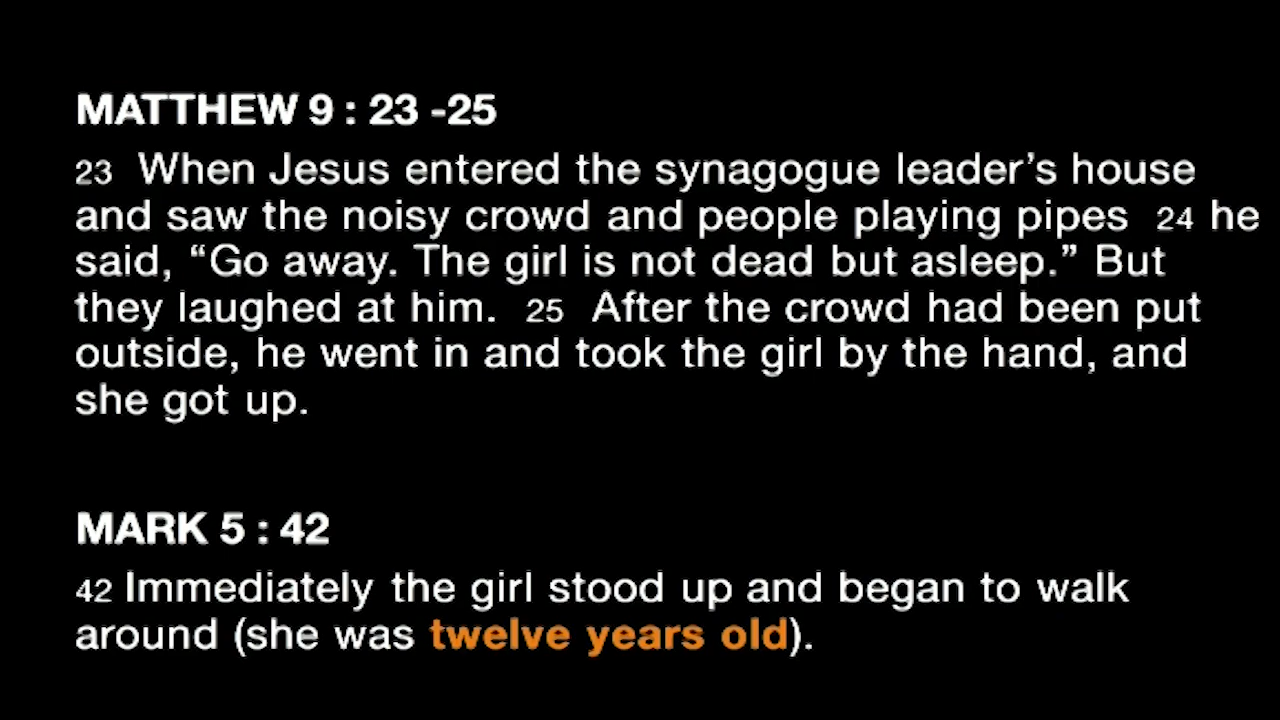 MATTHEW 9 : 23 -25
23 When Jesus entered the synagogue leader’s house
and saw the noisy crowd and people playing pipes 24 he
said, “Go away. The girl is not dead but asleep.” But
they laughed at him. 25 After the crowd had been put
outside, he went in and took the girl by the hand, and
she got up.
MARK 5 : 42
42 Immediately the girl stood up and began to walk
around (she was twelve years old).